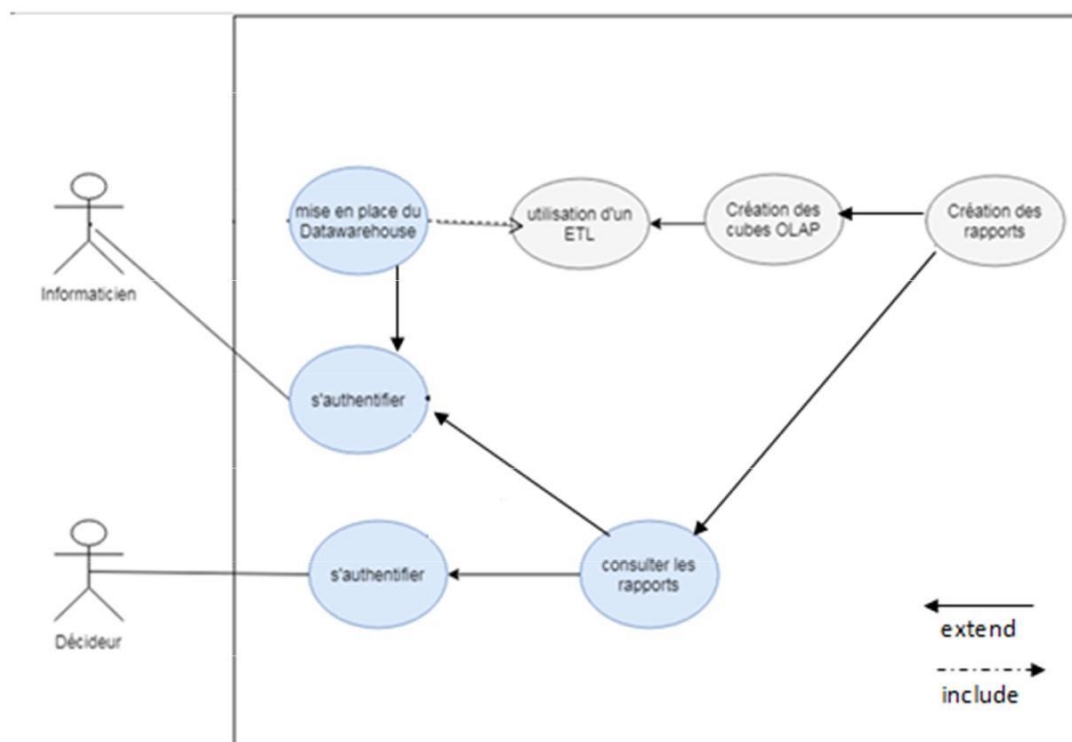 mise en place du
Datawarehouse
utilisation d'un
ETL
Création des
cubes OLAP
Création des
rapports
Informaticien
s'authentifier
s'authentifier
consulter les
rapports
Décideur
extend
include